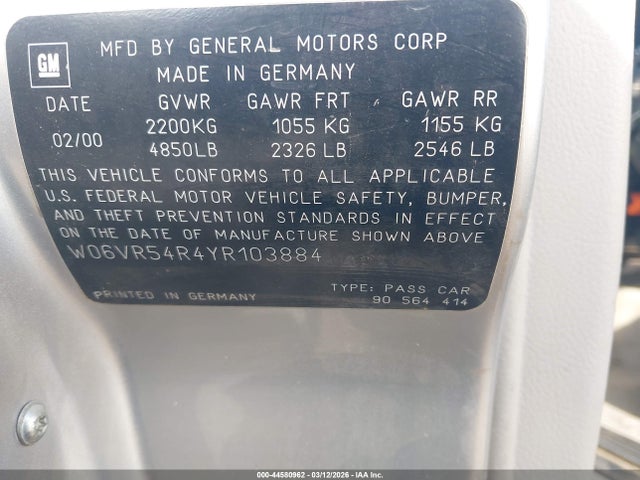 GM
MFD BY GENERAL MOTORS CORP
MADE IN GERMANY
DATE GVWR GAWR FRT GAWR RR
02/00 2200KG 1055 KG 1155 KG
4850LB 2326 LB 2546 LB
THIS VEHICLE CONFORMS TO ALL APPLICABLE
U.S. FEDERAL MOTOR VEHICLE SAFETY, BUMPER,
AND THEFT PREVENTION STANDARDS IN EFFECT
ON THE DATE OF MANUFACTURE SHOWN ABOVE
W06VR54R4YR103884
TYPE: PASS CAR
PRINTED IN GERMANY 90 564 414
000-44580962 | 03/12/2026 | IAA Inc.